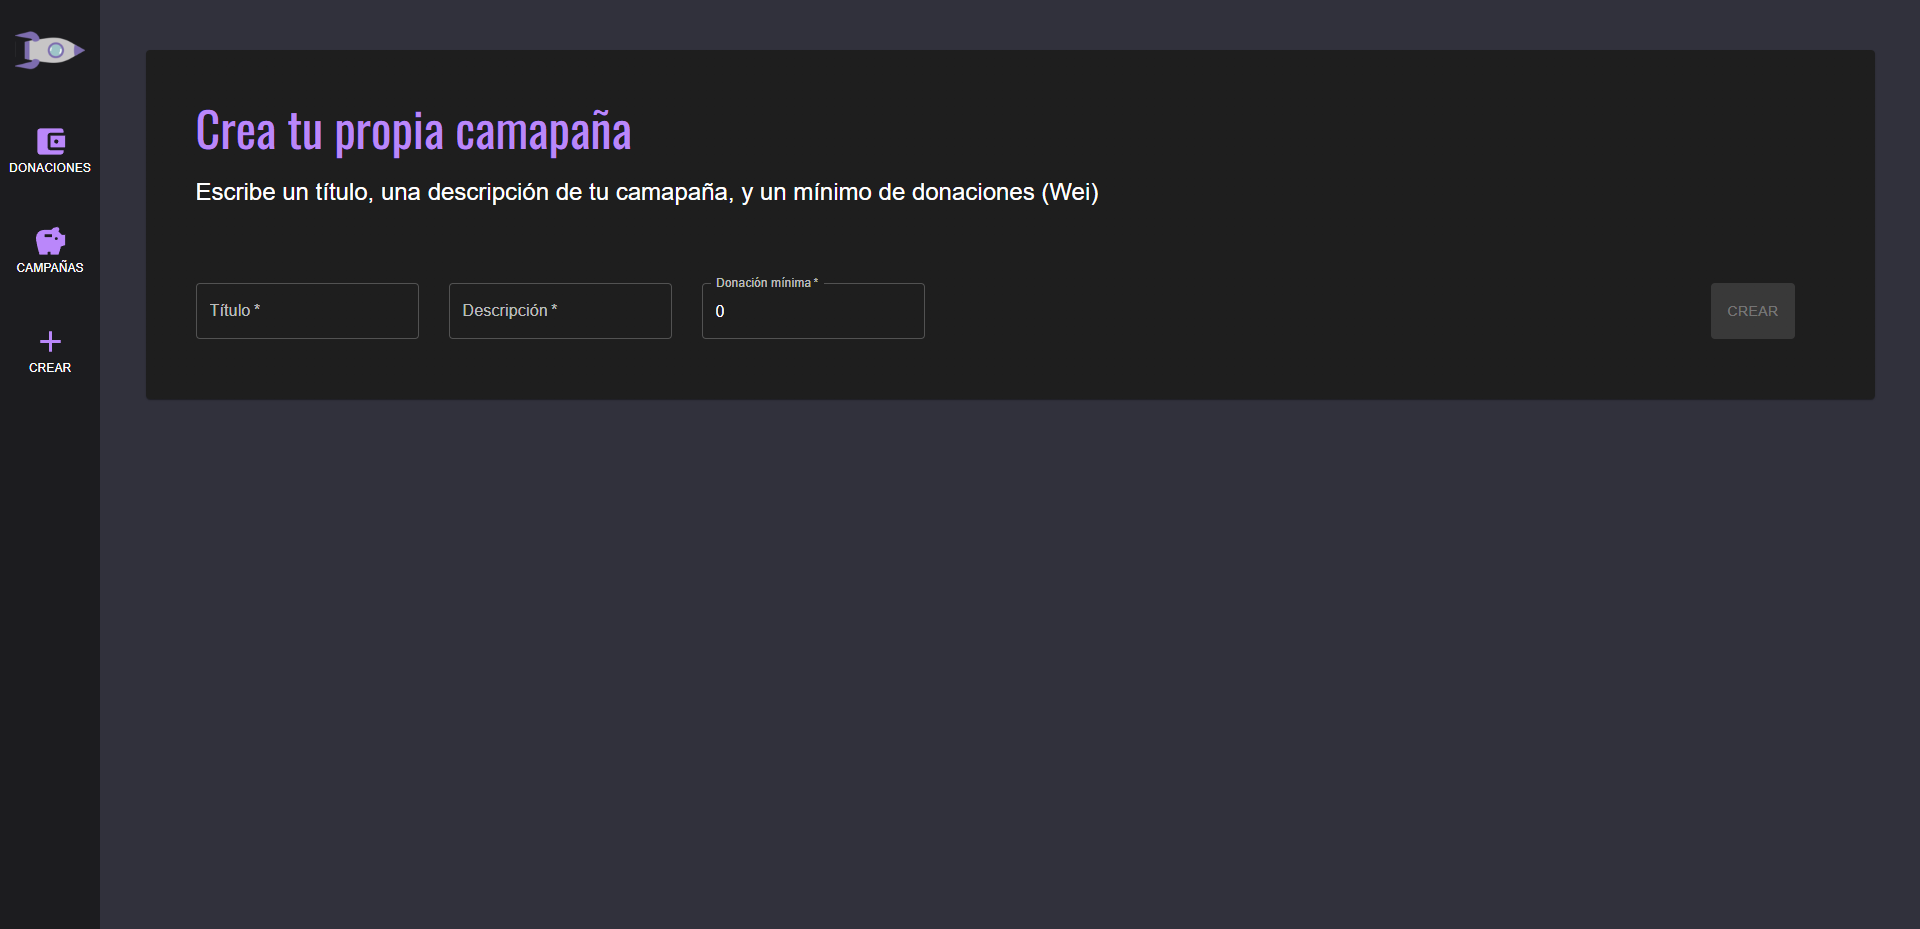 DONACIONES
CAMPAÑAS
CREAR
Crea tu propia camapaña
Escribe un título, una descripción de tu camapaña, y un mínimo de donaciones (Wei)
Título *
Descripción *
Donación mínima *
0
CREAR